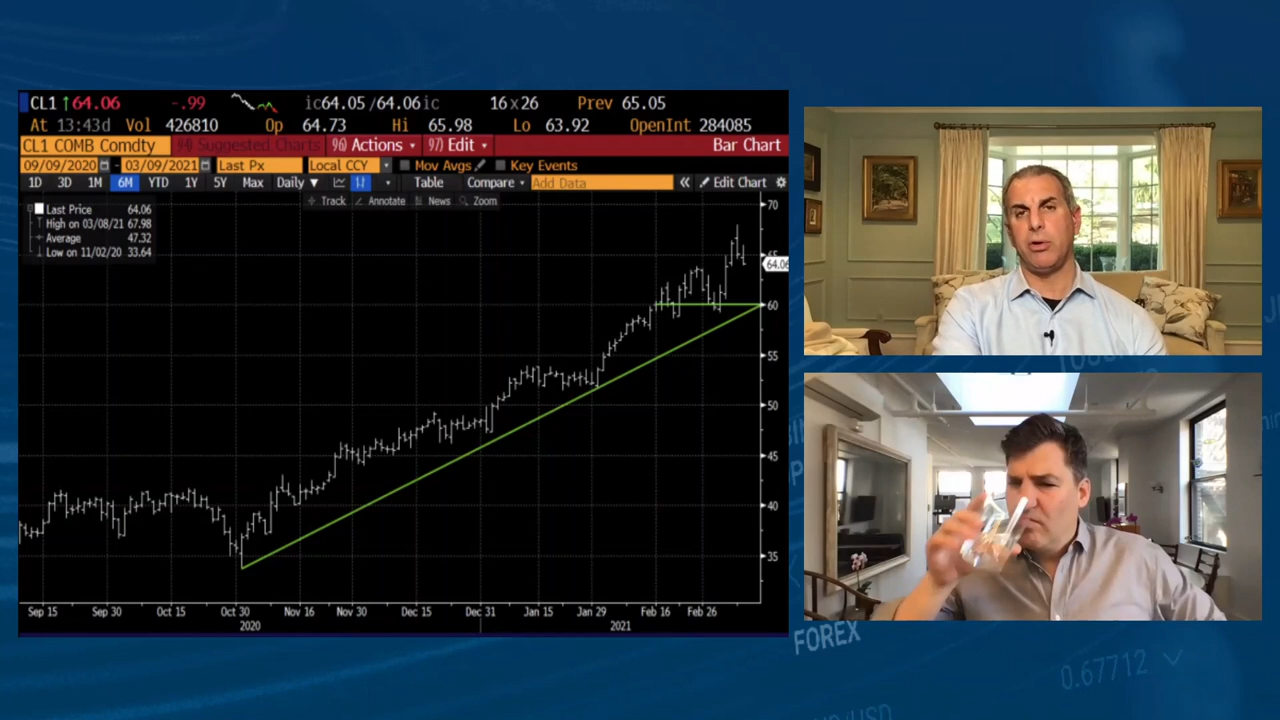 CL1 ↑64.06 -.99 ic64.05/64.06ic 16x26 Prev 65.05
At 13:43d Vol 426810 Op 64.73 Hi 65.98 Lo 63.92 OpenInt 284085
CL1 COMB Comdty 94) Suggested Charts 96) Actions 97) Edit Bar Chart
09/09/2020 - 03/09/2021 Last Px Local CCY Mov Avgs Key Events
1D 3D 1M 6M YTD 1Y 5Y Max Daily ▼ Table Compare Add Data « Edit Chart
Track Annotate News Zoom
Last Price 64.06
High on 03/08/21 67.98
Average 47.32
Low on 11/02/20 33.64
70
65
64.06
60
55
50
45
40
35
Sep 15 Sep 30 Oct 15 Oct 30 Nov 16 Nov 30 Dec 15 Dec 31 Jan 15 Jan 29 Feb 16 Feb 26
2020 2021
FOREX
0.67712